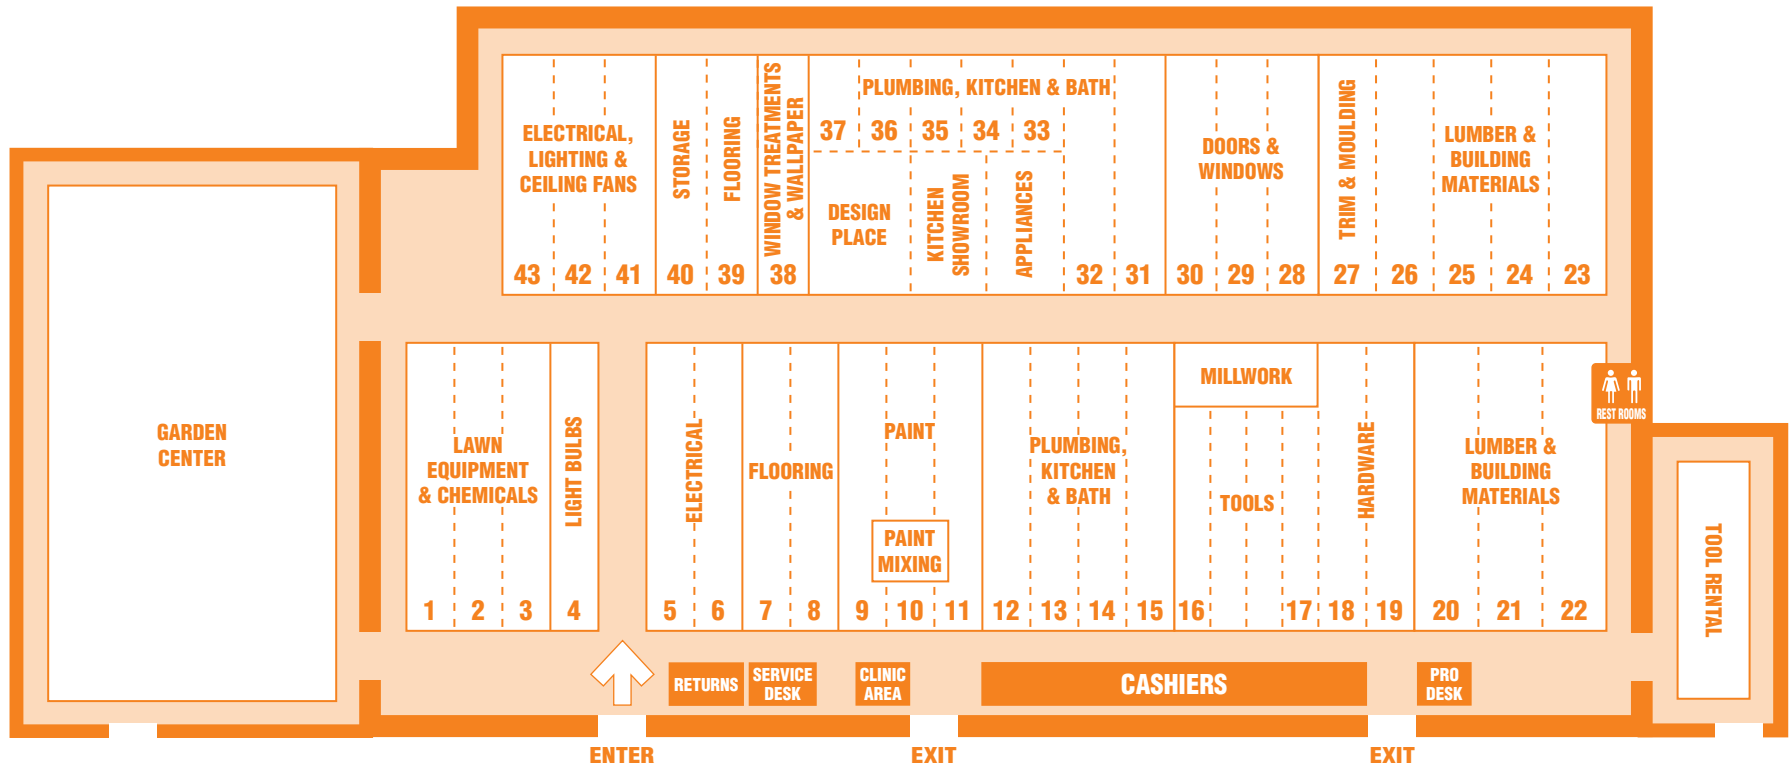 PLUMBING, KITCHEN & BATH
ELECTRICAL,
LIGHTING &
CEILING FANS
STORAGE
FLOORING
WINDOW TREATMENTS
& WALLPAPER
37 36 35 34 33
DESIGN
PLACE
KITCHEN
SHOWROOM
APPLIANCES
DOORS &
WINDOWS
TRIM & MOULDING
LUMBER &
BUILDING
MATERIALS
43 42 41 40 39 38 32 31 30 29 28 27 26 25 24 23
GARDEN
CENTER
LAWN
EQUIPMENT
& CHEMICALS
LIGHT BULBS
ELECTRICAL
FLOORING
PAINT
PAINT
MIXING
PLUMBING,
KITCHEN
& BATH
MILLWORK
TOOLS
HARDWARE
LUMBER &
BUILDING
MATERIALS
REST ROOMS
TOOL RENTAL
1 2 3 4 5 6 7 8 9 10 11 12 13 14 15 16 17 18 19 20 21 22
RETURNS
SERVICE
DESK
CLINIC
AREA
CASHIERS
PRO
DESK
ENTER
EXIT
EXIT